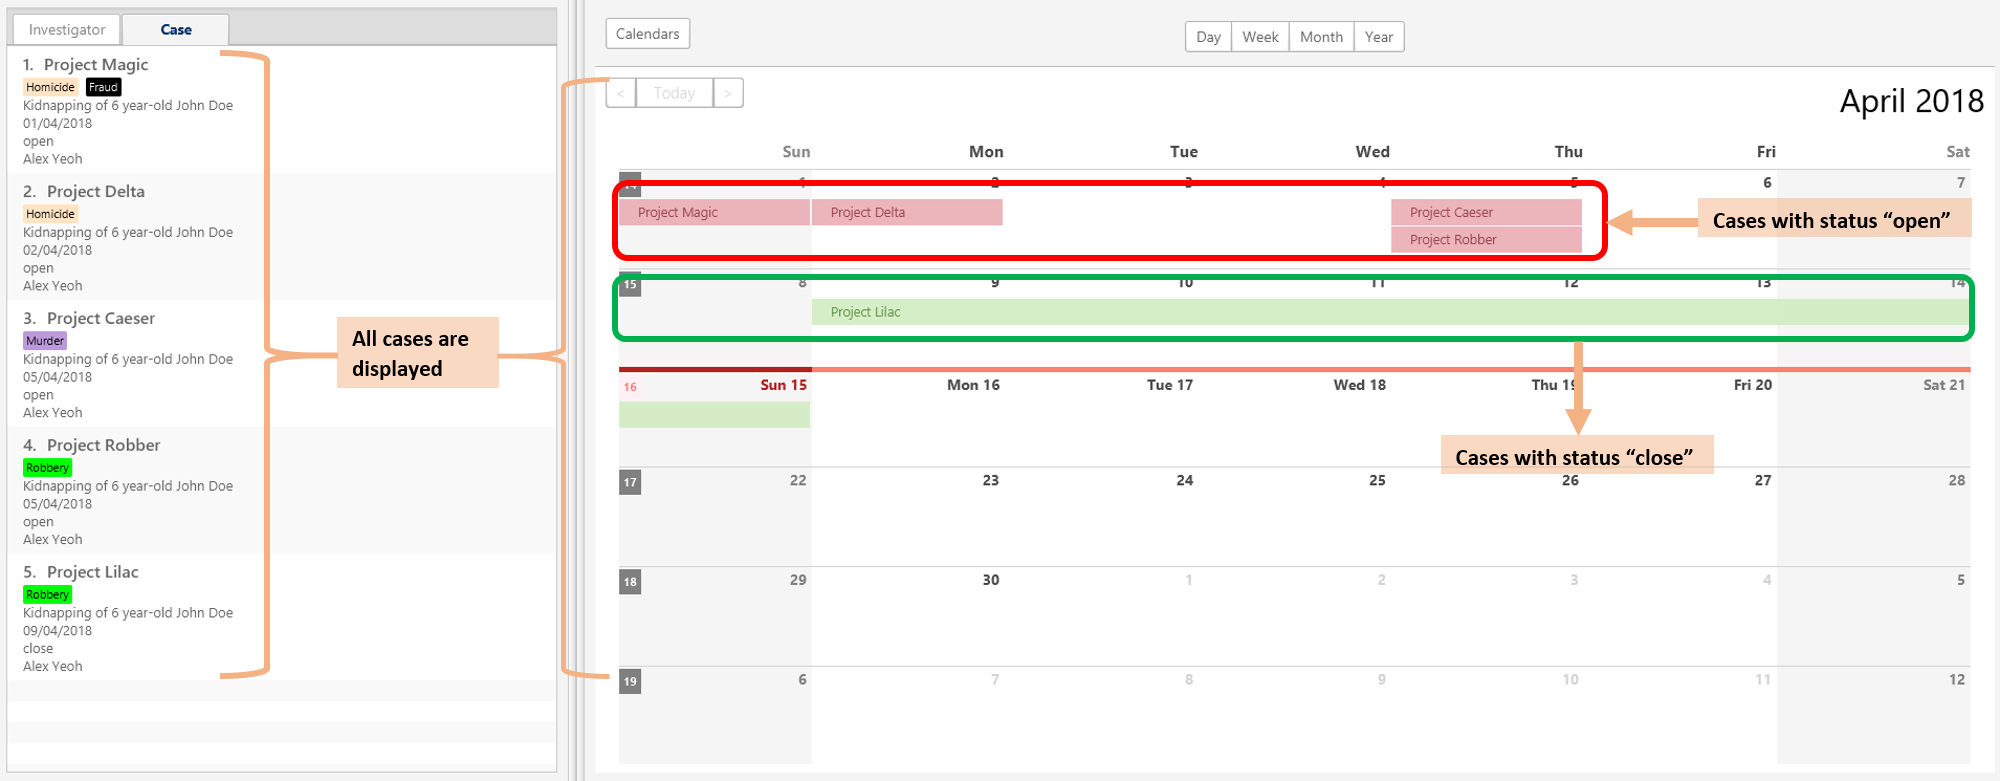 Investigator
Case
1. Project Magic
Homicide Fraud
Kidnapping of 6 year-old John Doe
01/04/2018
open
Alex Yeoh
2. Project Delta
Homicide
Kidnapping of 6 year-old John Doe
02/04/2018
open
Alex Yeoh
3. Project Caeser
Murder
Kidnapping of 6 year-old John Doe
05/04/2018
open
Alex Yeoh
4. Project Robber
Robbery
Kidnapping of 6 year-old John Doe
05/04/2018
open
Alex Yeoh
5. Project Lilac
Robbery
Kidnapping of 6 year-old John Doe
09/04/2018
close
Alex Yeoh
All cases are
displayed
Calendars
Day Week Month Year
< Today >
April 2018
Sun Mon Tue Wed Thu Fri Sat
1 2 3 4 5 6 7
Project Magic Project Delta Project Caeser
Project Robber
Cases with status “open”
15 8 9 10 11 12 13 14
Project Lilac
16 Sun 15 Mon 16 Tue 17 Wed 18 Thu 19 Fri 20 Sat 21
Cases with status “close”
17 22 23 24 25 26 27 28
18 29 30 1 2 3 4 5
19 6 7 8 9 10 11 12